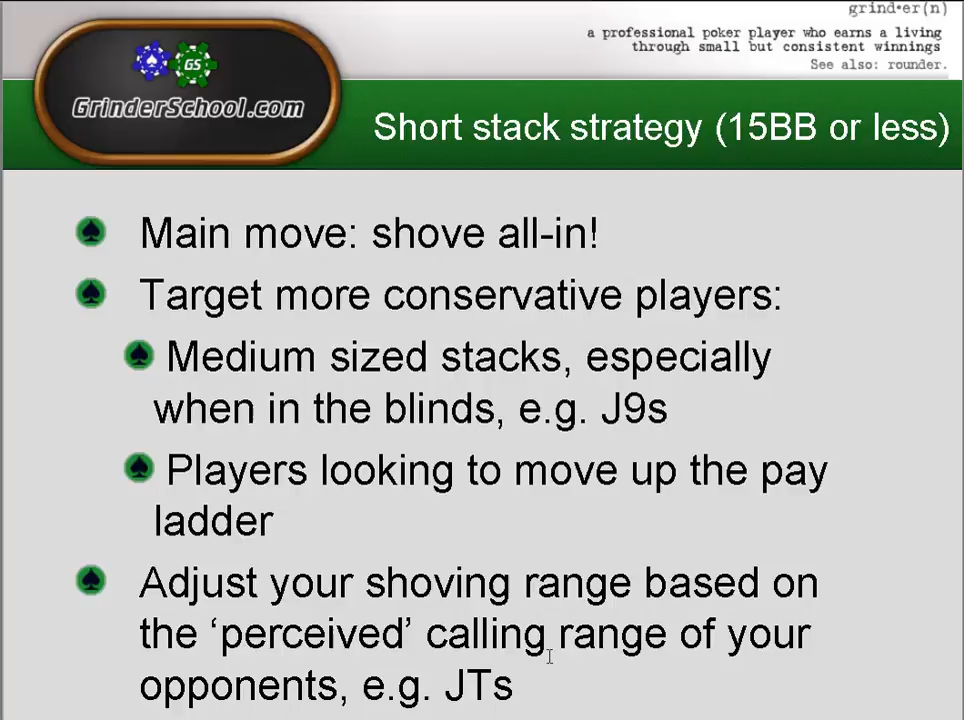 grind•er(n)
a professional poker player who earns a living
through small but consistent winnings
See also: rounder.
GS
GrinderSchool.com
Short stack strategy (15BB or less)
Main move: shove all-in!
Target more conservative players:
Medium sized stacks, especially
when in the blinds, e.g. J9s
Players looking to move up the pay
ladder
Adjust your shoving range based on
the ‘perceived’ calling range of your
opponents, e.g. JTs